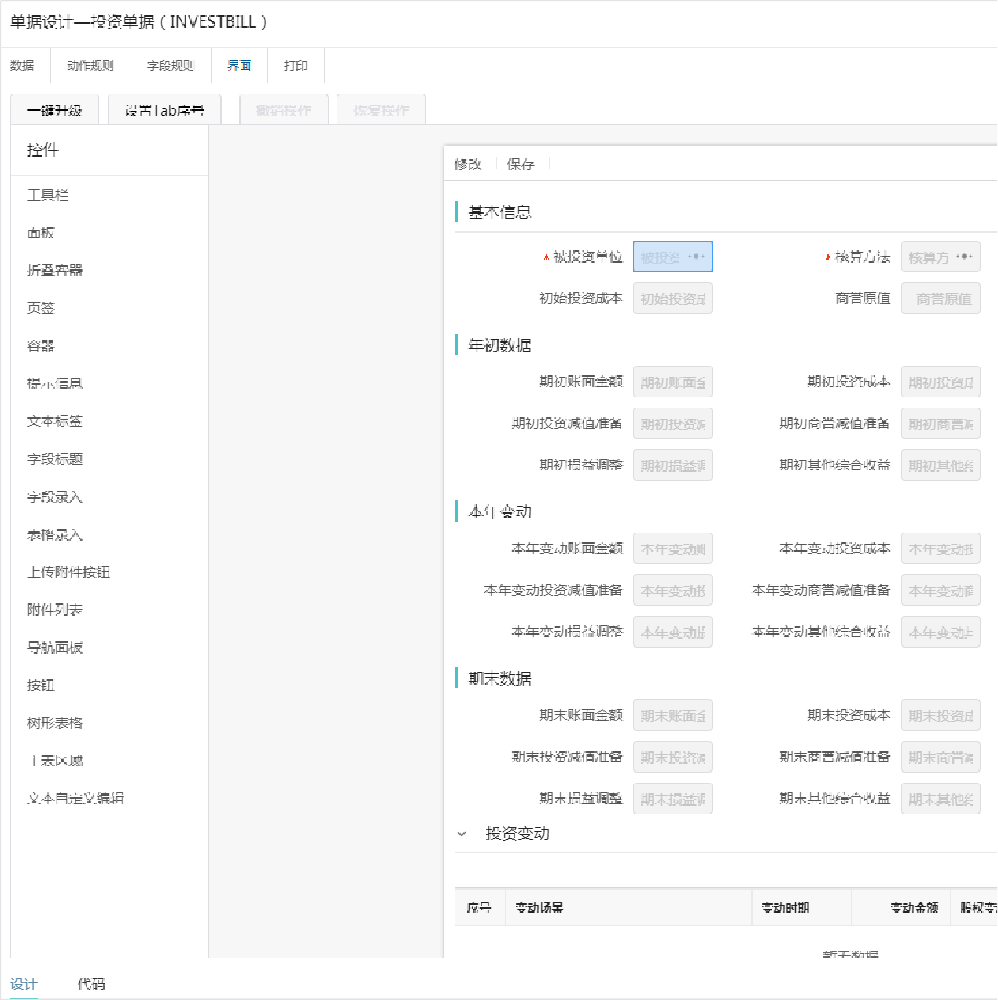 单据设计—投资单据（INVESTBILL）
数据 动作规则 字段规则 界面 打印
一键升级 设置Tab序号 撤销操作 恢复操作
控件
工具栏
面板
折叠容器
页签
容器
提示信息
文本标签
字段标题
字段录入
表格录入
上传附件按钮
附件列表
导航面板
按钮
树形表格
主表区域
文本自定义编辑
修改 保存
基本信息
* 被投资单位 被投资 * 核算方法 核算方
初始投资成本 初始投资成 商誉原值 商誉原值
年初数据
期初账面金额 期初账面金 期初投资成本 期初投资成
期初投资减值准备 期初投资减 期初商誉减值准备 期初商誉减
期初损益调整 期初损益调 期初其他综合收益 期初其他综
本年变动
本年变动账面金额 本年变动账 本年变动投资成本 本年变动投
本年变动投资减值准备 本年变动投 本年变动商誉减值准备 本年变动商
本年变动损益调整 本年变动损 本年变动其他综合收益 本年变动其
期末数据
期末账面金额 期末账面金 期末投资成本 期末投资成
期末投资减值准备 期末投资减 期末商誉减值准备 期末商誉减
期末损益调整 期末损益调 期末其他综合收益 期末其他综
投资变动
序号 变动场景 变动时期 变动金额 股权变动
暂无数据
设计 代码